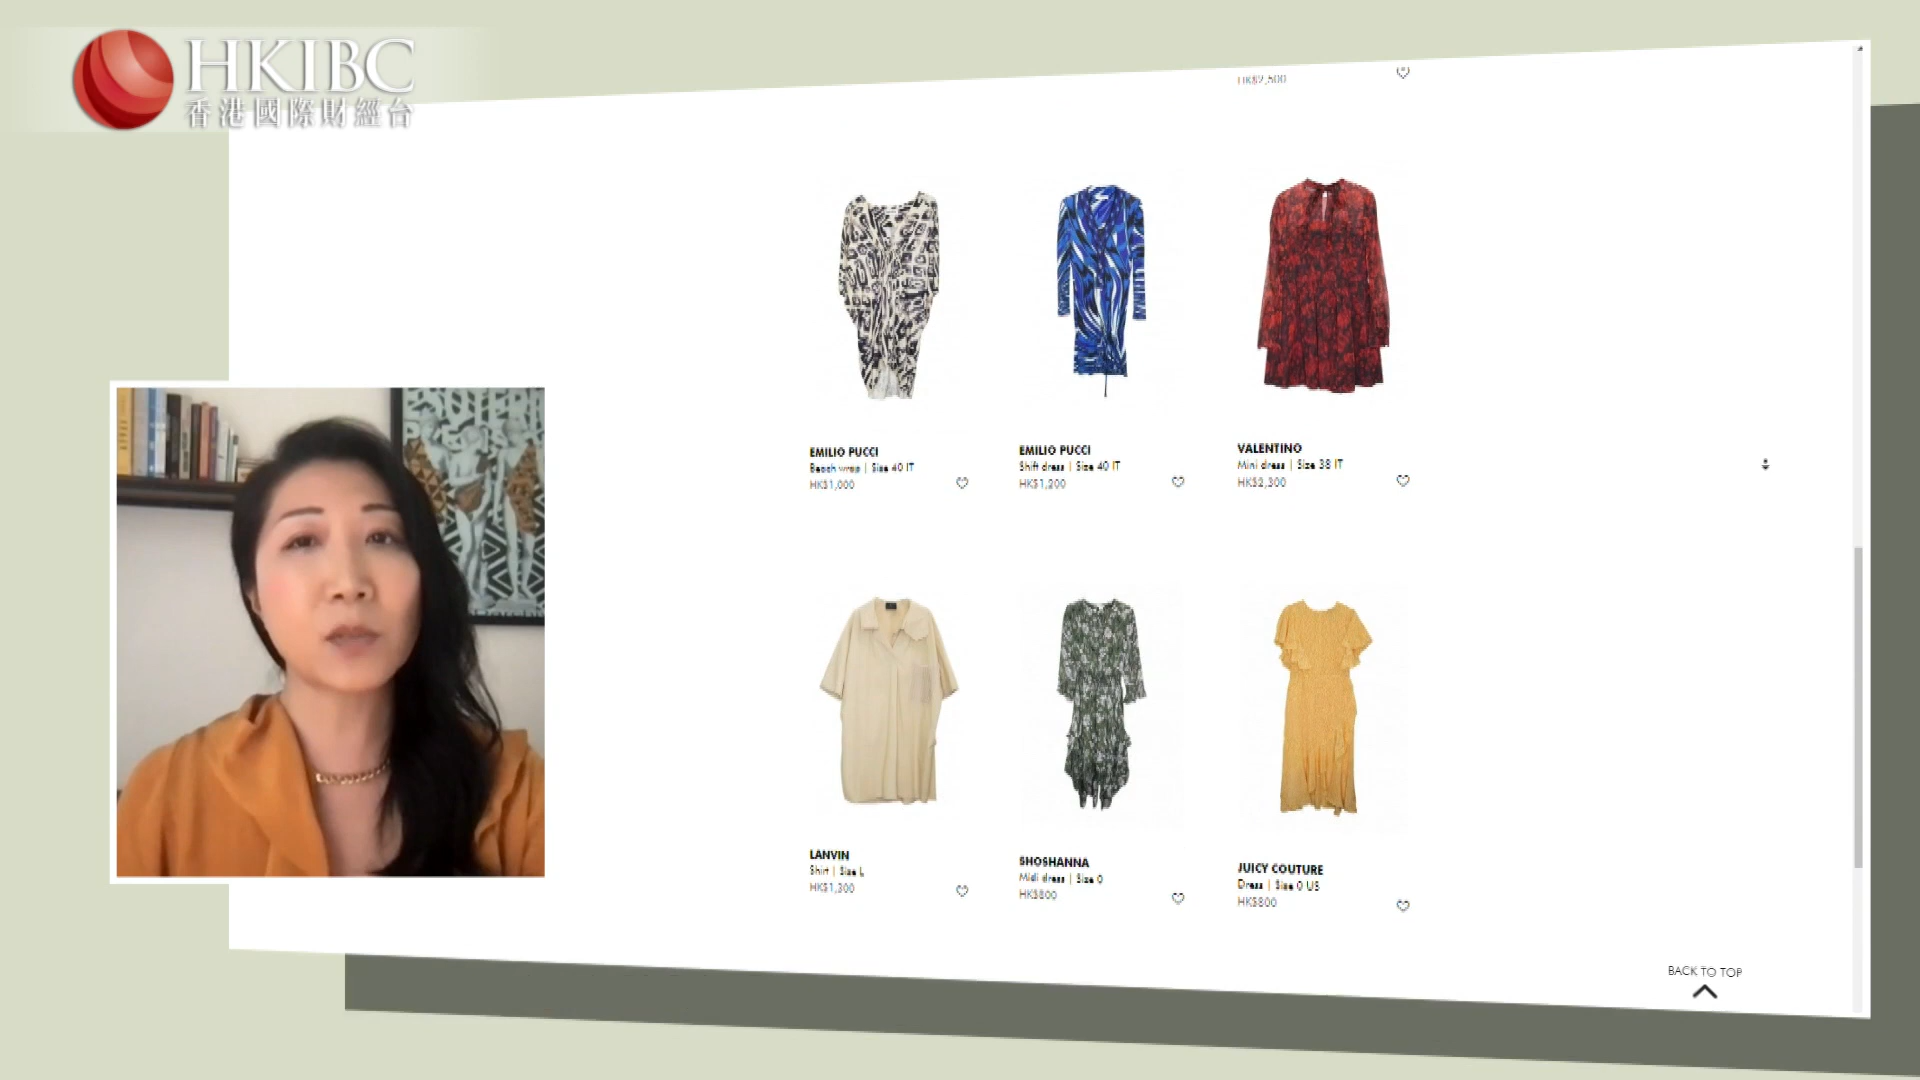 HKIBC
香港國際財經台
HK$2,500
EMILIO PUCCI
Beach wrap | Size 40 IT
HK$1,000
EMILIO PUCCI
Shift dress | Size 40 IT
HK$1,200
VALENTINO
Mini dress | Size 38 IT
HK$2,300
LANVIN
Shirt | Size L
HK$1,300
SHOSHANNA
Midi dress | Size 0
HK$800
JUICY COUTURE
Dress | Size 0 US
HK$800
BACK TO TOP